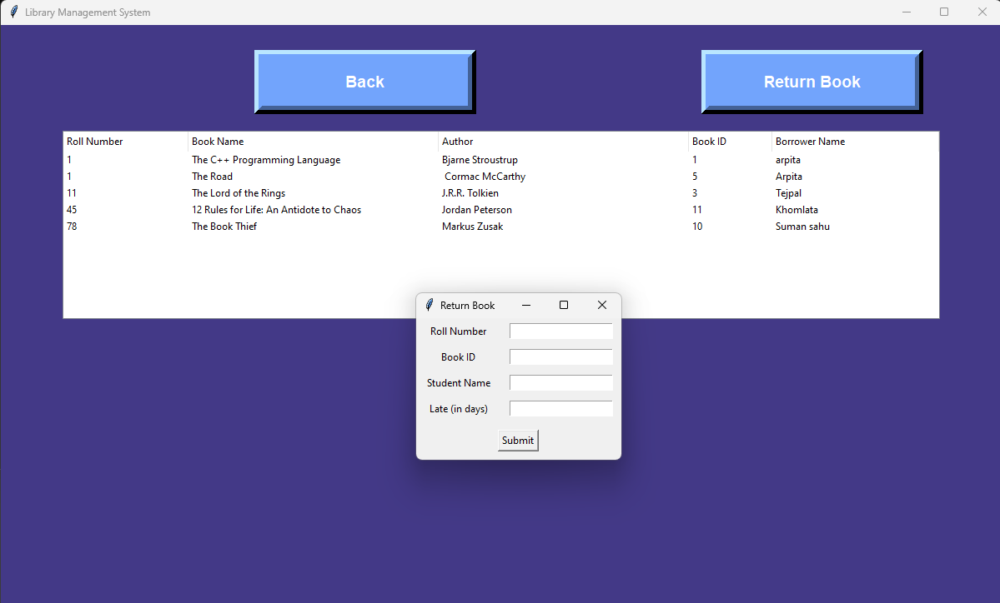 Library Management System
Back
Return Book
Roll Number Book Name Author Book ID Borrower Name
1 The C++ Programming Language Bjarne Stroustrup 1 arpita
1 The Road Cormac McCarthy 5 Arpita
11 The Lord of the Rings J.R.R. Tolkien 3 Tejpal
45 12 Rules for Life: An Antidote to Chaos Jordan Peterson 11 Khomlata
78 The Book Thief Markus Zusak 10 Suman sahu
Return Book
Roll Number
Book ID
Student Name
Late (in days)
Submit